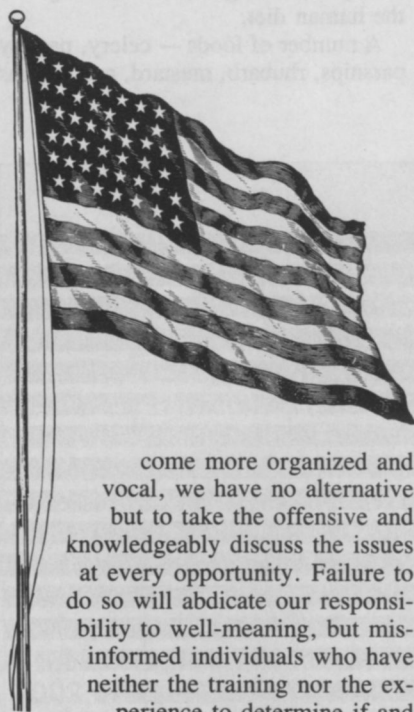 the human diet.
A number of foods — celery,
parsnips, rhubarb, mustard,
come more organized and
vocal, we have no alternative
but to take the offensive and
knowledgeably discuss the issues
at every opportunity. Failure to
do so will abdicate our responsi-
bility to well-meaning, but mis-
informed individuals who have
neither the training nor the ex-
perience to determine if and